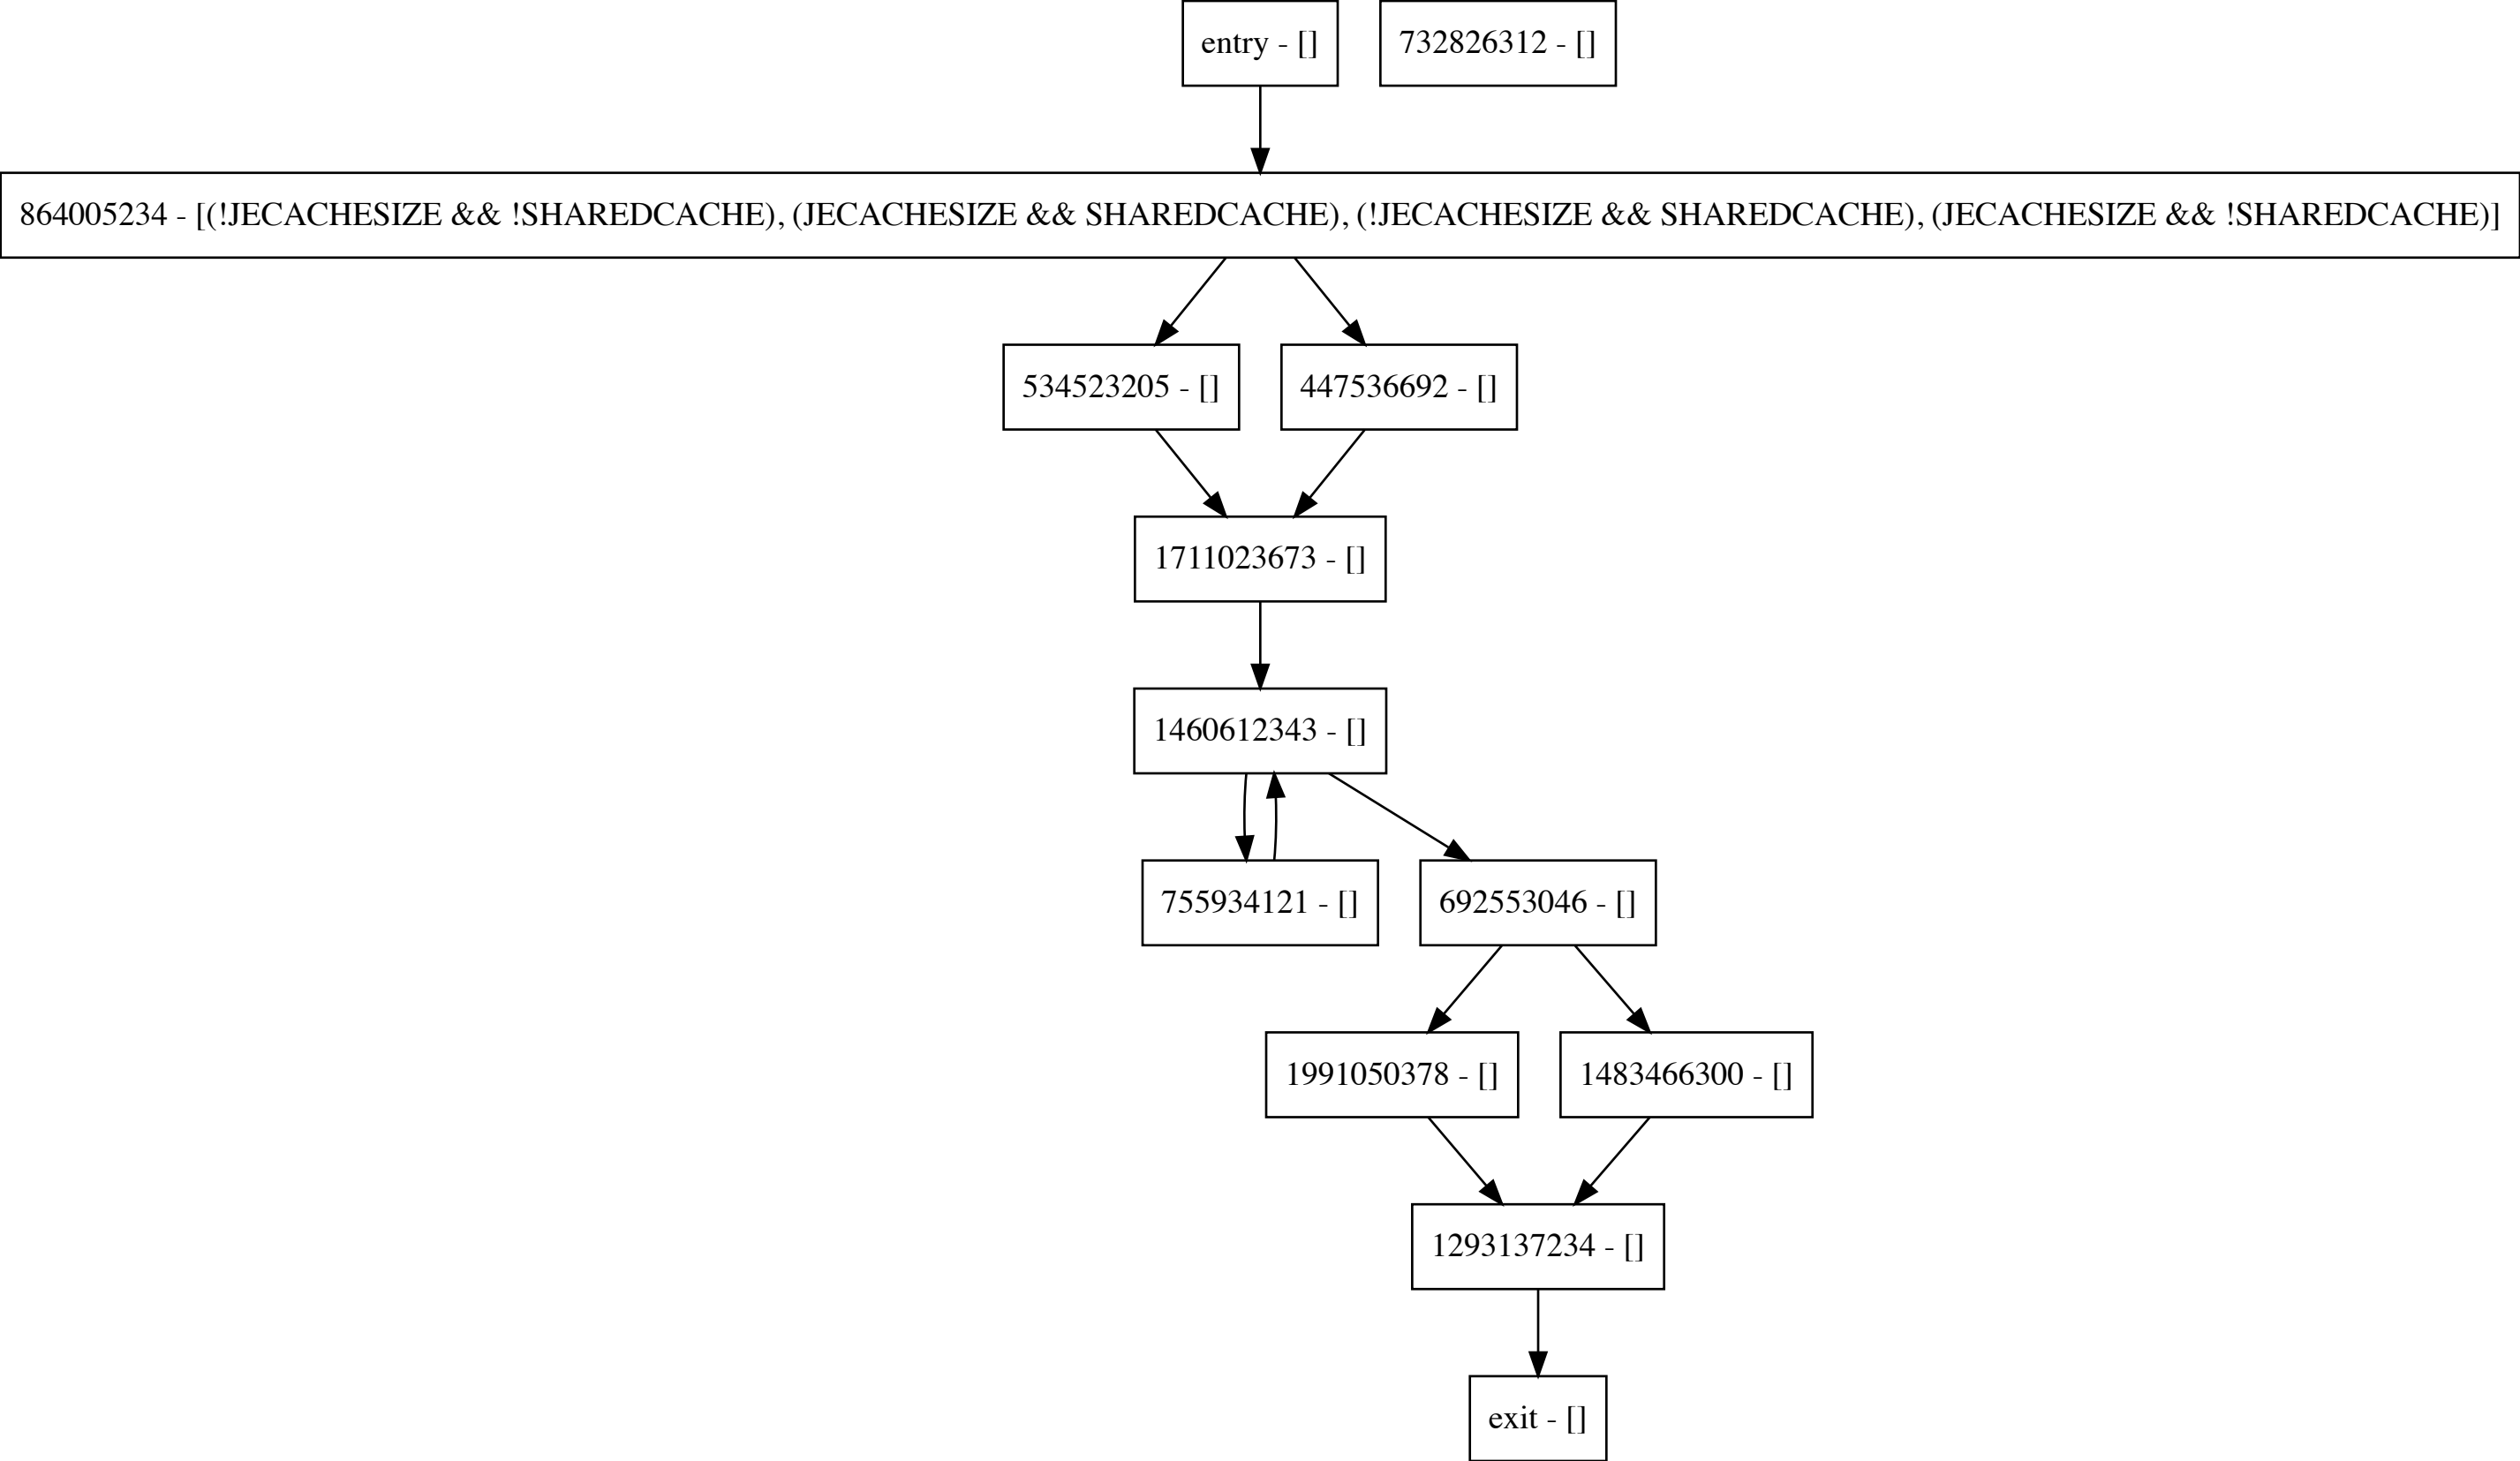 entry - []
732826312 - []
864005234 - [(!JECACHESIZE && !SHAREDCACHE), (JECACHESIZE && SHAREDCACHE), (!JECACHESIZE && SHAREDCACHE), (JECACHESIZE && !SHAREDCACHE)]
534523205 - []
447536692 - []
1711023673 - []
1460612343 - []
755934121 - []
692553046 - []
1991050378 - []
1483466300 - []
1293137234 - []
exit - []